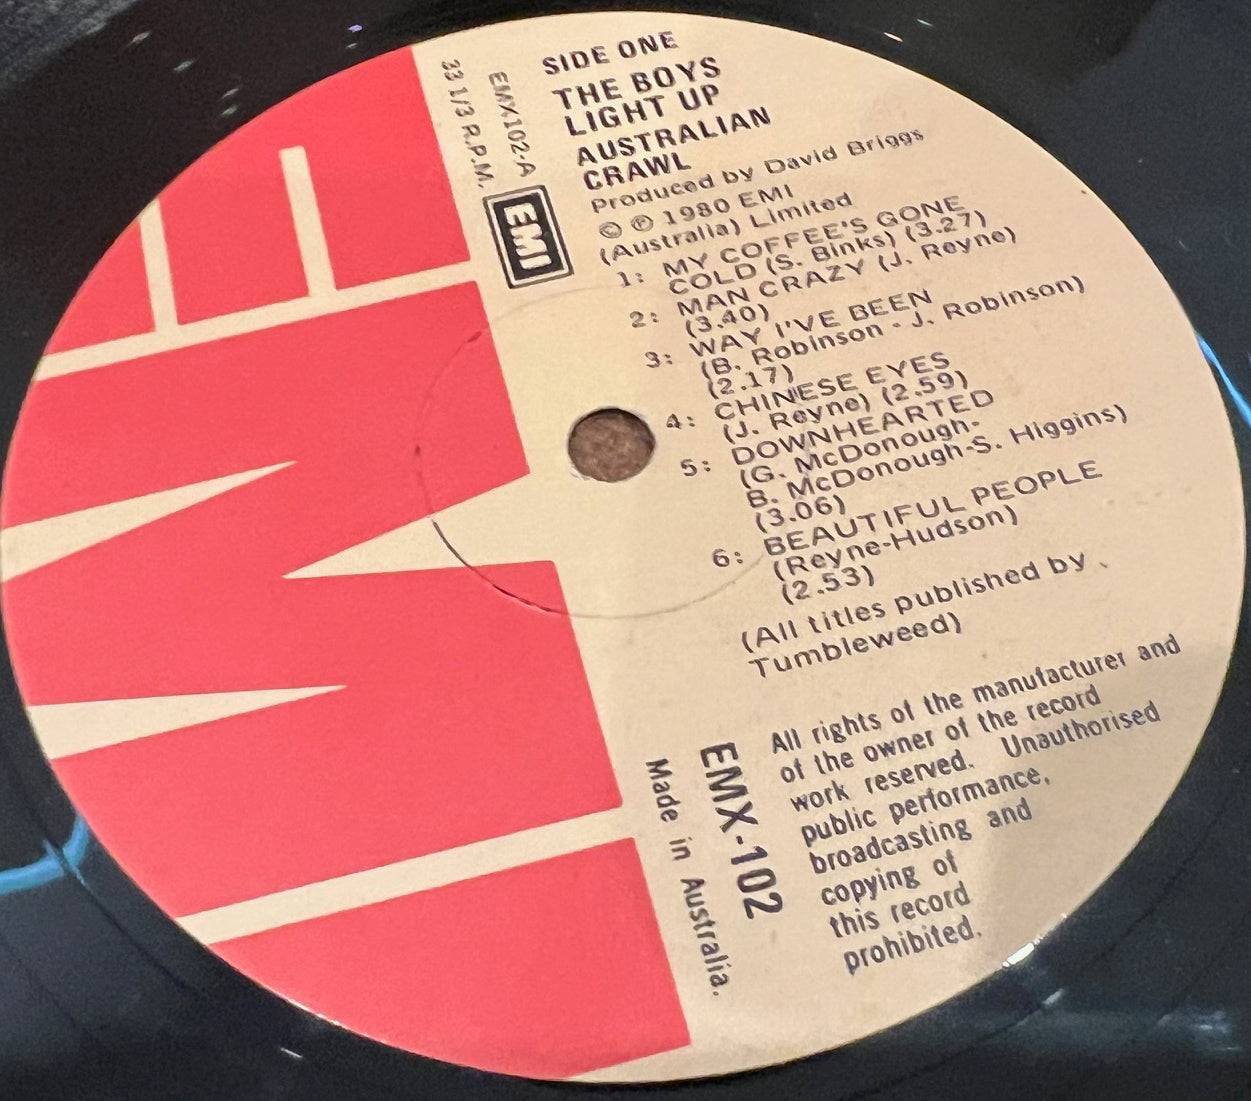 SIDE ONE
THE BOYS
LIGHT UP
AUSTRALIAN
CRAWL
Produced by David Briggs
© ℗ 1980 EMI
(Australia) Limited
1: MY COFFEE'S GONE
COLD (S. Binks) (3.27)
2: MAN CRAZY (J. Reyne)
(3.40)
3: WAY I'VE BEEN
(B. Robinson - J. Robinson)
(2.17)
4: CHINESE EYES
(J. Reyne) (2.59)
5: DOWNHEARTED
(G. McDonough-
B. McDonough-S. Higgins)
(3.06)
6: BEAUTIFUL PEOPLE
(Reyne-Hudson)
(2.53)
(All titles published by
Tumbleweed)
All rights of the manufacturer and
of the owner of the record
work reserved. Unauthorised
public performance,
broadcasting and
copying of
this record
prohibited.
33 1/3 R.P.M.
EMX102-A
EMI
EMX-102
Made in Australia.
EMI